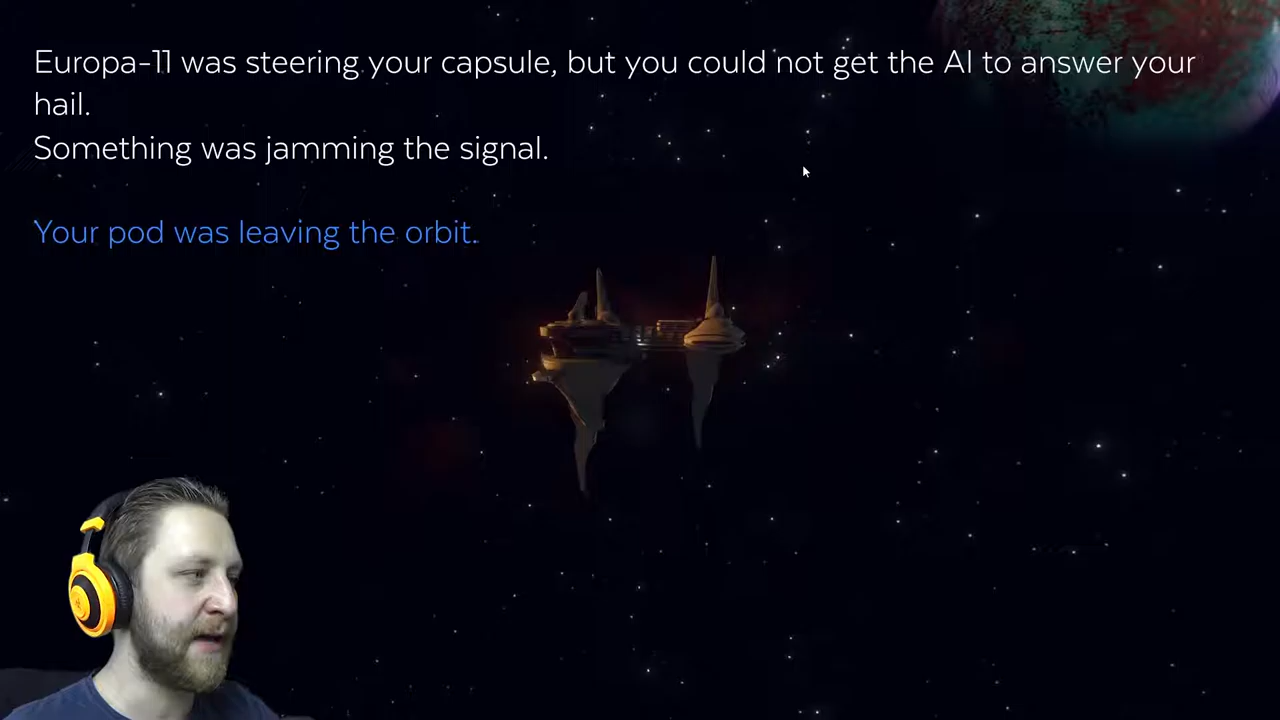 Europa-11 was steering your capsule, but you could not get the AI to answer your
hail.
Something was jamming the signal.
Your pod was leaving the orbit.